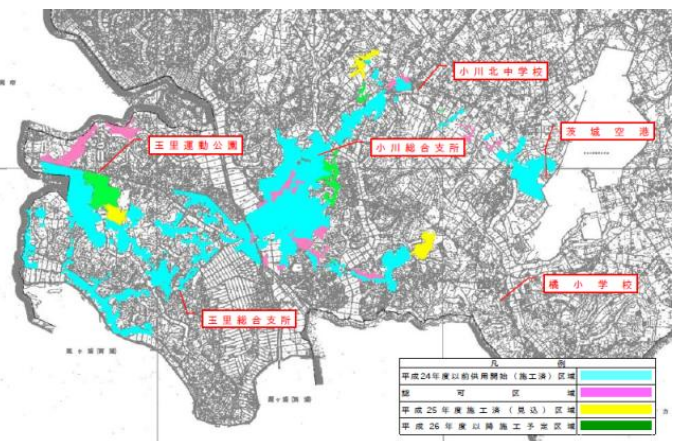 小川北中学校
茨城空港
玉里運動公園
小川総合支所
橘小学校
玉里総合支所
凡例
平成24年度以前供用開始(施工済)区域
認可区域
平成25年度施工済(見込)区域
平成26年度以降施工予定区域